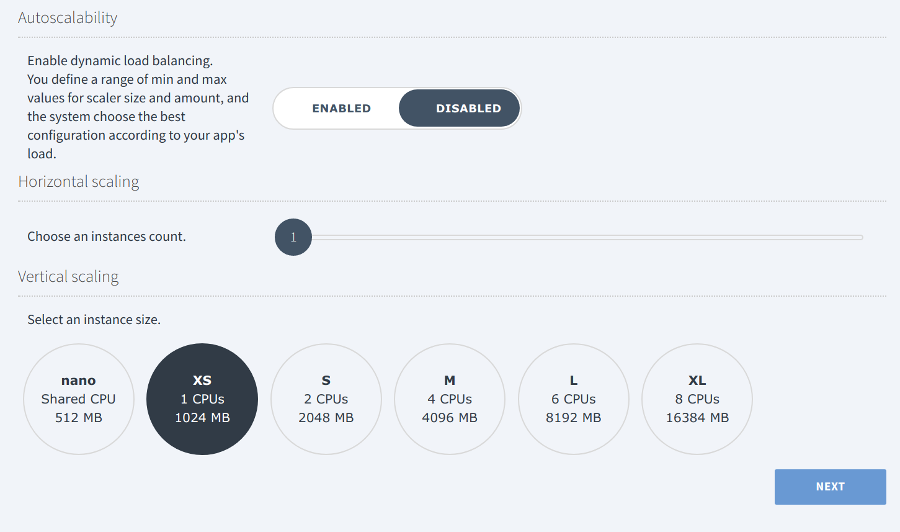 Autoscalability
Enable dynamic load balancing.
You define a range of min and max
values for scaler size and amount, and
the system choose the best
configuration according to your app's
load.
ENABLED
DISABLED
Horizontal scaling
Choose an instances count.
1
Vertical scaling
Select an instance size.
nano
Shared CPU
512 MB
XS
1 CPUs
1024 MB
S
2 CPUs
2048 MB
M
4 CPUs
4096 MB
L
6 CPUs
8192 MB
XL
8 CPUs
16384 MB
NEXT